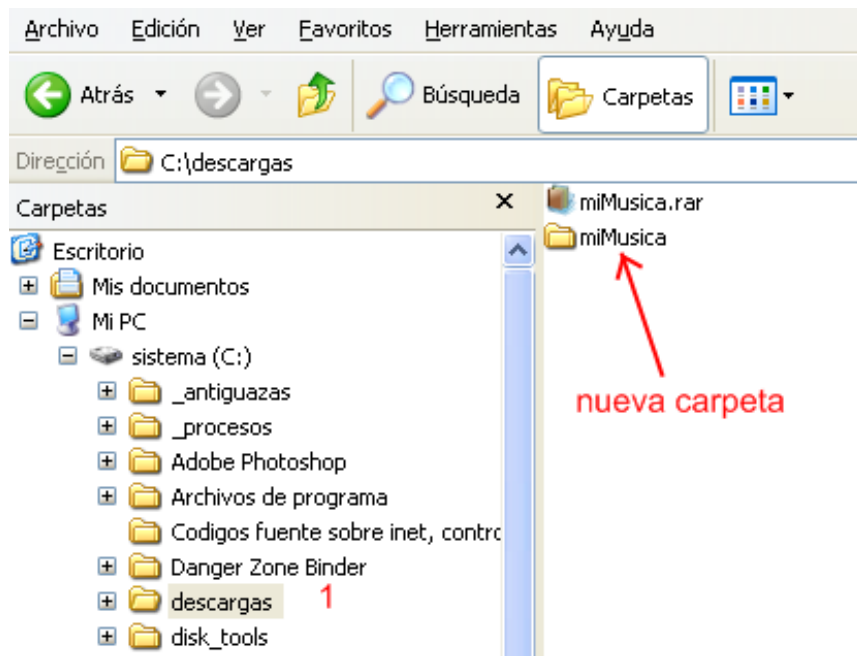 Archivo Edición Ver Favoritos Herramientas Ayuda
Atrás Búsqueda Carpetas
Dirección C:\descargas
Carpetas X
Escritorio
Mis documentos
Mi PC
sistema (C:)
_antiguazas
_procesos
Adobe Photoshop
Archivos de programa
Codigos fuente sobre inet, contro
Danger Zone Binder
descargas 1
disk_tools
miMusica.rar
miMusica
nueva carpeta